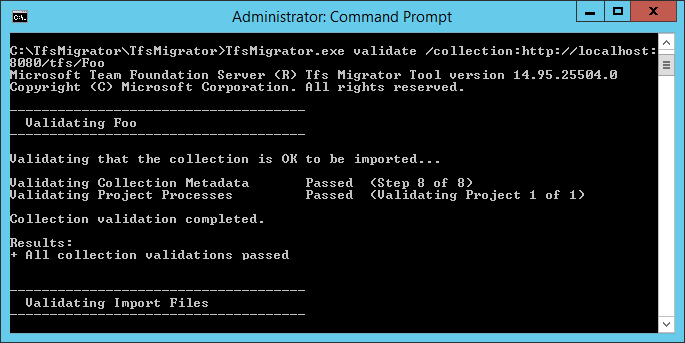 Administrator: Command Prompt
C:\TfsMigrator\TfsMigrator>TfsMigrator.exe validate /collection:http://localhost:
8080/tfs/Foo
Microsoft Team Foundation Server (R) Tfs Migrator Tool version 14.95.25504.0
Copyright (C) Microsoft Corporation. All rights reserved.
------------------------------------
Validating Foo
------------------------------------
Validating that the collection is OK to be imported...
Validating Collection Metadata Passed (Step 8 of 8)
Validating Project Processes Passed (Validating Project 1 of 1)
Collection validation completed.
Results:
+ All collection validations passed
------------------------------------
Validating Import Files
------------------------------------